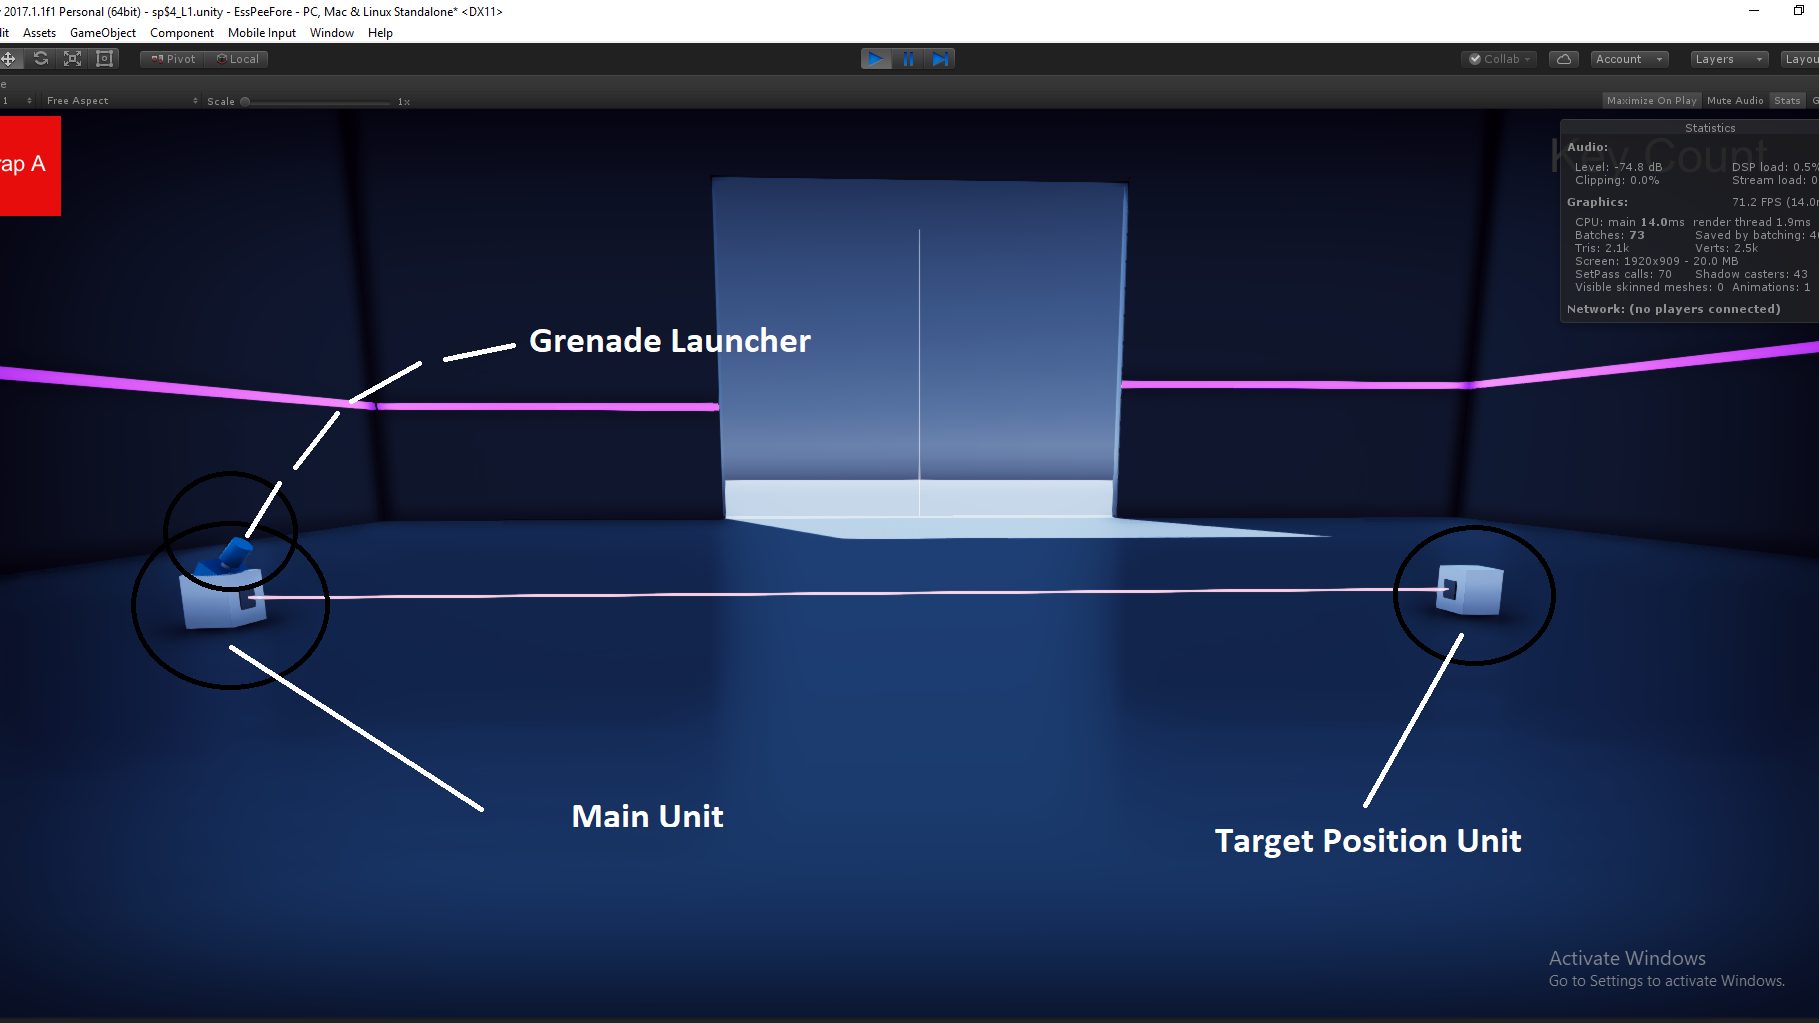 2017.1.1f1 Personal (64bit) - sp$4_L1.unity - EssPeeFore - PC, Mac & Linux Standalone* <DX11>
Assets GameObject Component Mobile Input Window Help
Pivot Local Collab Account Layers Layou
1 Free Aspect Scale 1x Maximize On Play Mute Audio Stats G
rap A
Key Count
Statistics
Audio:
Level: -74.8 dB DSP load: 0.5%
Clipping: 0.0% Stream load: 0
Graphics: 71.2 FPS (14.0
CPU: main 14.0ms render thread 1.9ms
Batches: 73 Saved by batching: 4
Tris: 2.1k Verts: 2.5k
Screen: 1920x909 - 20.0 MB
SetPass calls: 70 Shadow casters: 43
Visible skinned meshes: 0 Animations: 1
Network: (no players connected)
Grenade Launcher
Main Unit
Target Position Unit
Activate Windows
Go to Settings to activate Windows.